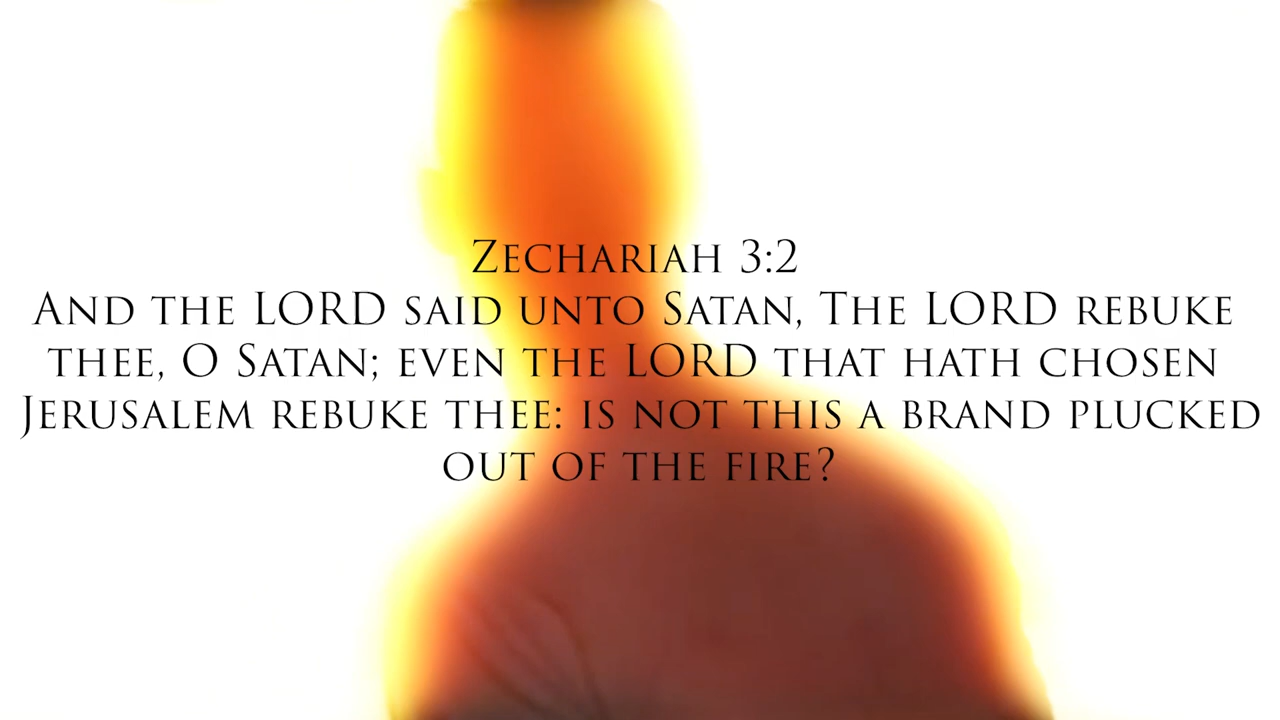 Zechariah 3:2
And the LORD said unto Satan, The LORD rebuke
thee, O Satan; even the LORD that hath chosen
Jerusalem rebuke thee: is not this a brand plucked
out of the fire?